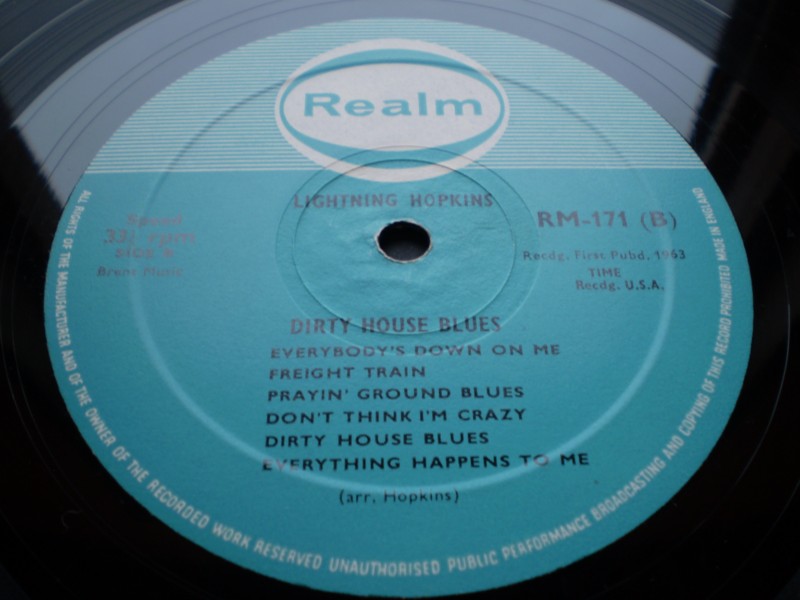 Realm
LIGHTNING HOPKINS
RM-171 (B)
Speed
33⅓ rpm
SIDE B
Brent Music
Recdg. First Pubd. 1963
TIME
Recdg. U.S.A.
DIRTY HOUSE BLUES
EVERYBODY'S DOWN ON ME
FREIGHT TRAIN
PRAYIN' GROUND BLUES
DON'T THINK I'M CRAZY
DIRTY HOUSE BLUES
EVERYTHING HAPPENS TO ME
(arr. Hopkins)
ALL RIGHTS OF THE MANUFACTURER AND OF THE OWNER OF THE RECORDED WORK RESERVED UNAUTHORISED PUBLIC PERFORMANCE BROADCASTING AND COPYING OF THIS RECORD PROHIBITED MADE IN ENGLAND